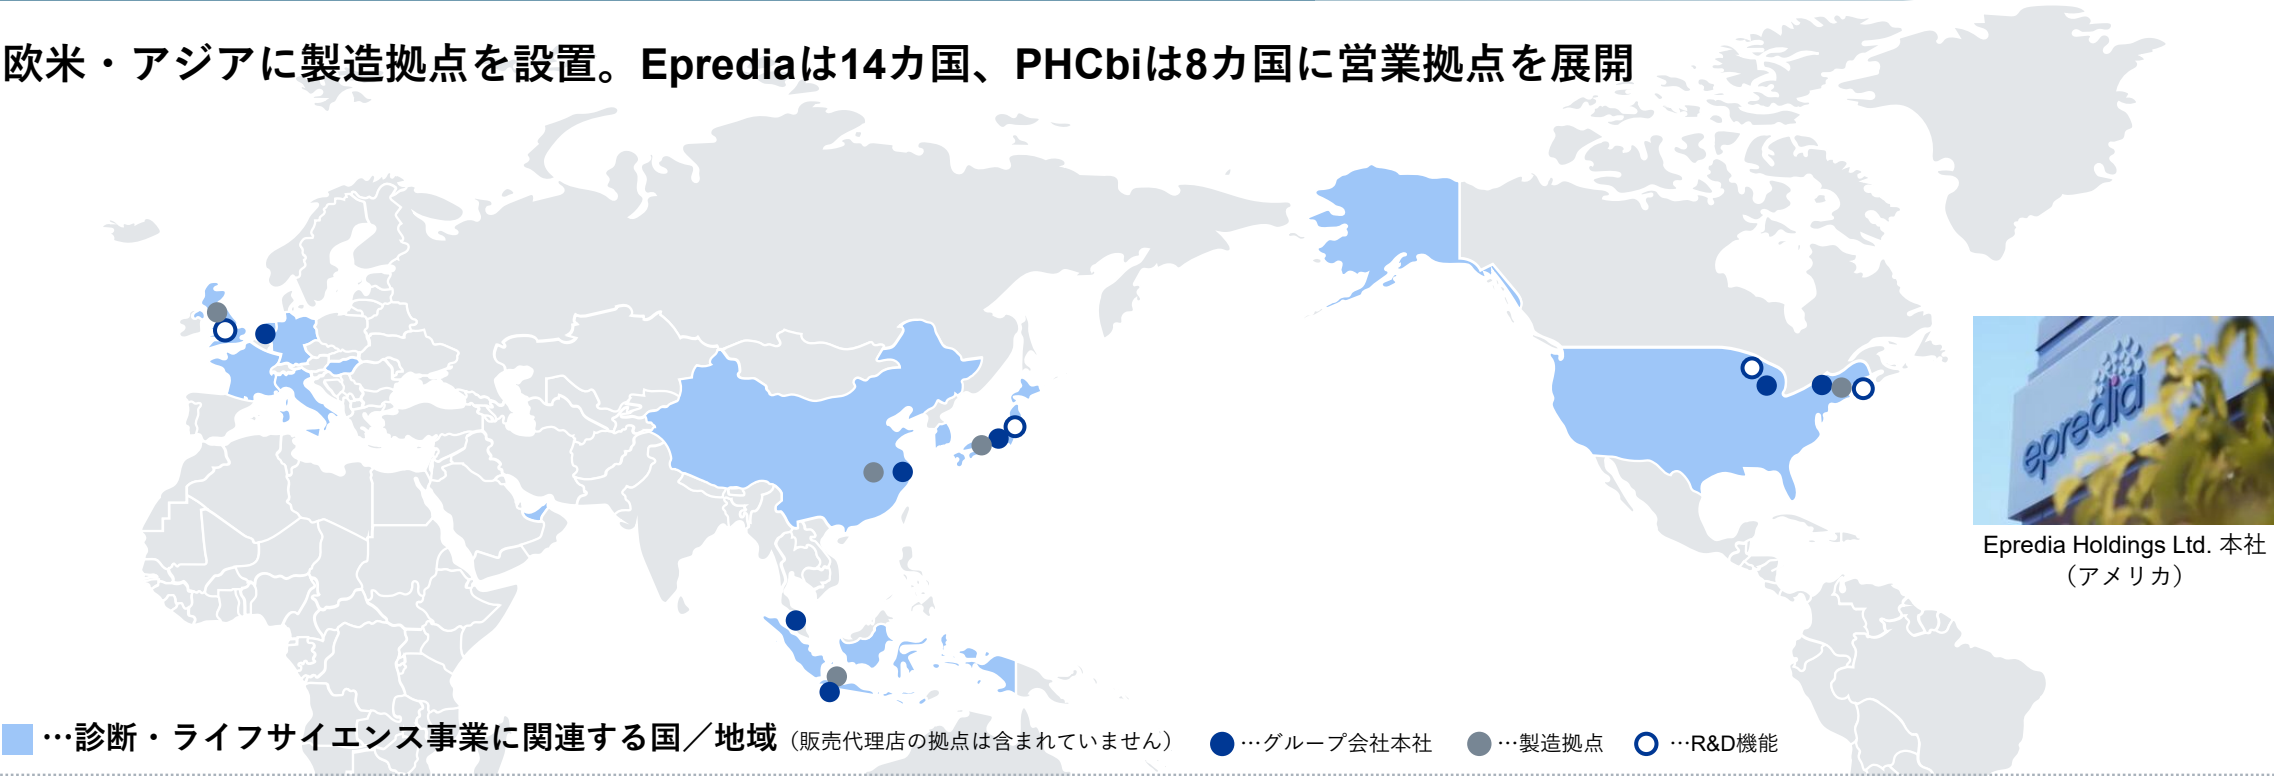 欧米・アジアに製造拠点を設置。Eprediaは14カ国、PHCbiは8カ国に営業拠点を展開
epredia
Epredia Holdings Ltd. 本社
（アメリカ）
…診断・ライフサイエンス事業に関連する国／地域（販売代理店の拠点は含まれていません） …グループ会社本社 …製造拠点 …R&D機能